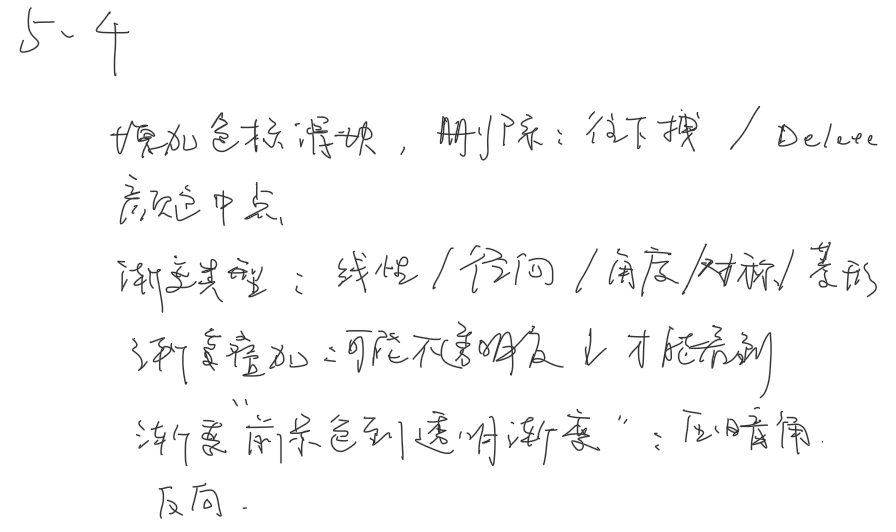 5、4
填加色标滑块，删除：往下拽 / Delete
颜色中点
渐变类型：线性/径向/角度/对称/菱形
渐变叠加：可能不透明度↓才能看到
渐变“前景色到透明渐变”：压暗角.
反向.